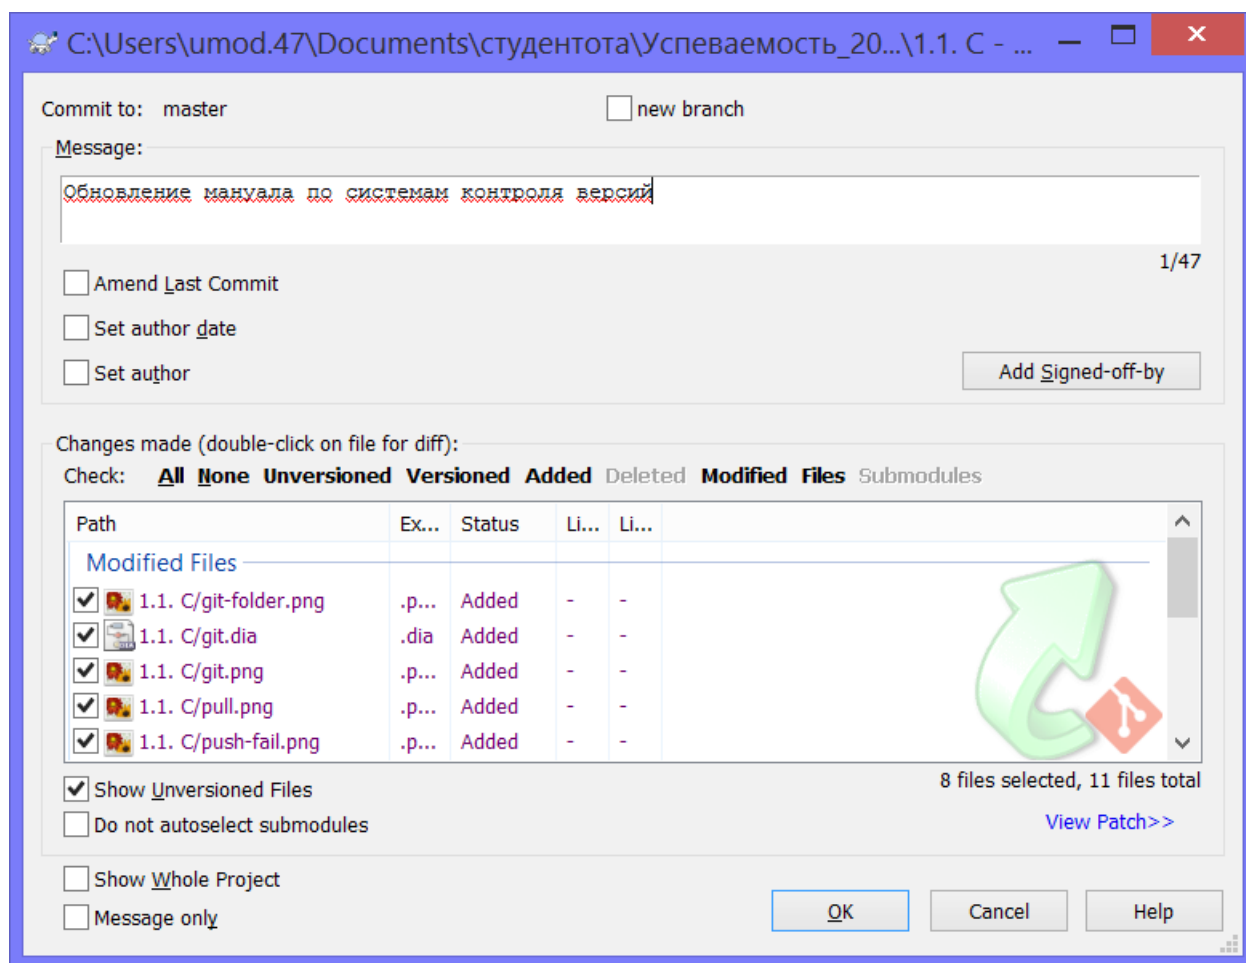 C:\Users\umod.47\Documents\студентота\Успеваемость_20...\1.1. C - ...
Commit to: master new branch
Message:
Обновление мануала по системам контроля версий
1/47
Amend Last Commit
Set author date
Set author
Add Signed-off-by
Changes made (double-click on file for diff):
Check: All None Unversioned Versioned Added Deleted Modified Files Submodules
Path Ex... Status Li... Li...
Modified Files
1.1. C/git-folder.png .p... Added - -
1.1. C/git.dia .dia Added - -
1.1. C/git.png .p... Added - -
1.1. C/pull.png .p... Added - -
1.1. C/push-fail.png .p... Added - -
Show Unversioned Files
8 files selected, 11 files total
Do not autoselect submodules
View Patch>>
Show Whole Project
Message only
OK Cancel Help